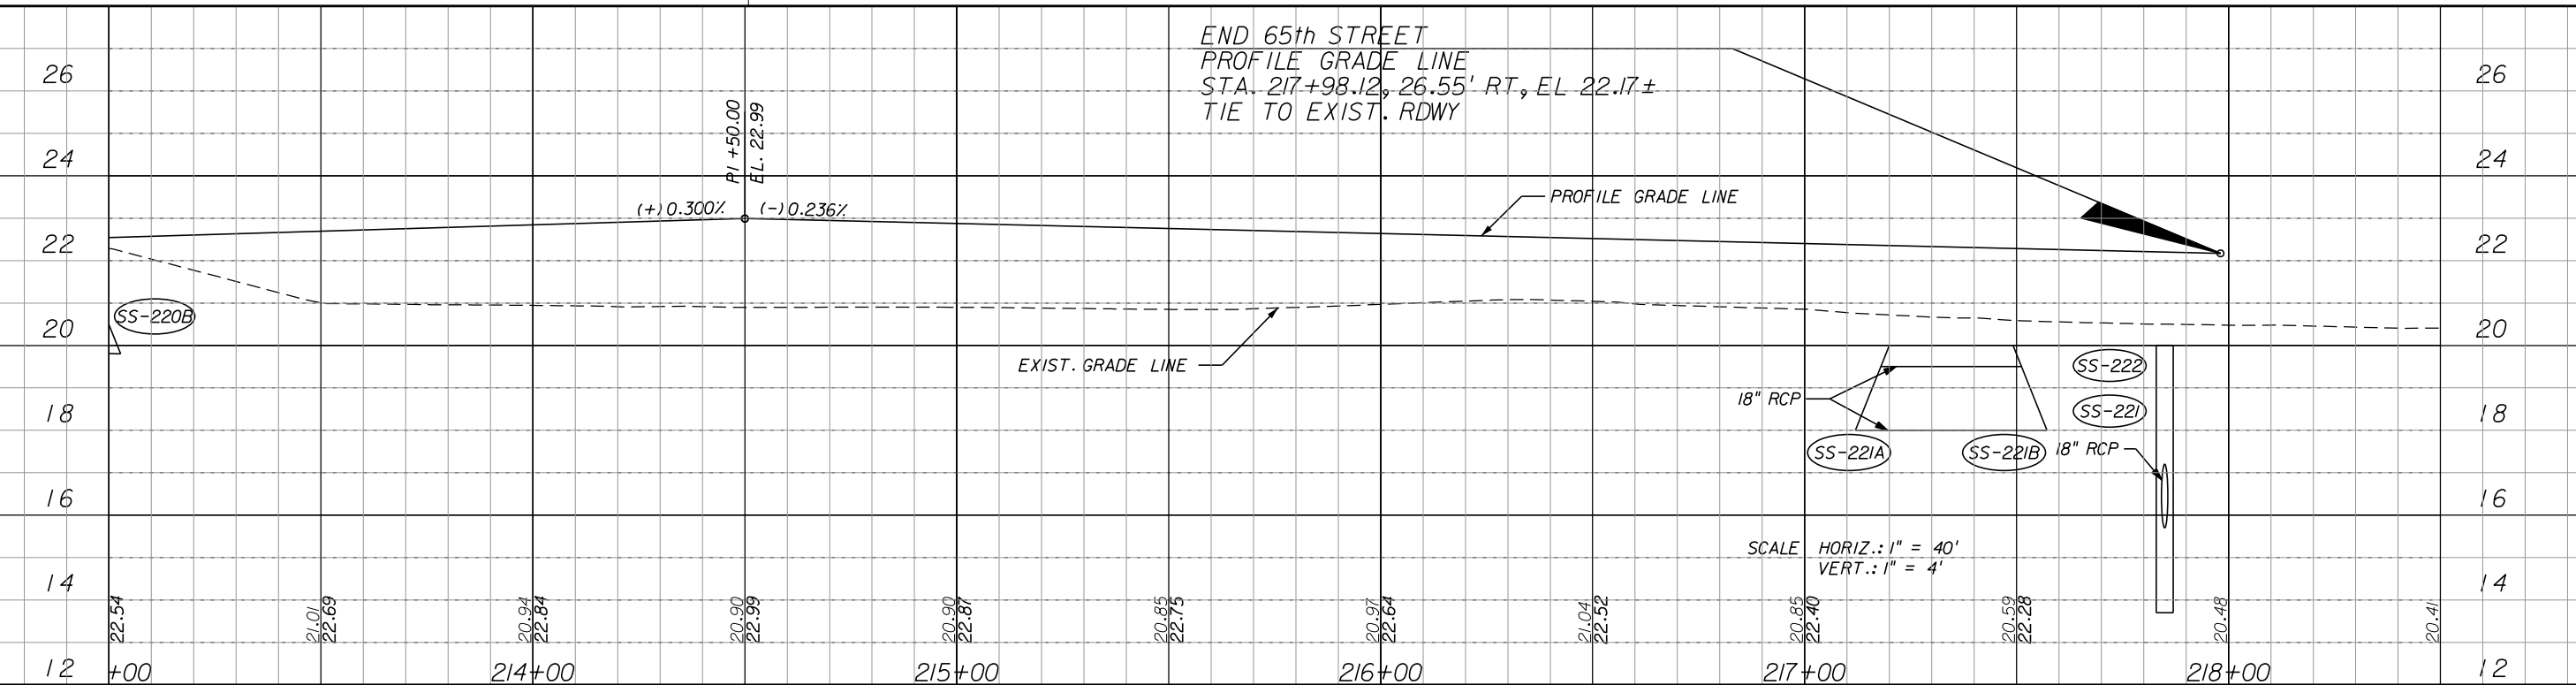 END 65th STREET
PROFILE GRADE LINE
STA. 217+98.12, 26.55' RT, EL 22.17±
TIE TO EXIST. RDWY
26
26
PI +50.00
EL. 22.99
24
24
(+)0.300%
(-)0.236%
PROFILE GRADE LINE
22
22
SS-220B
20
20
EXIST. GRADE LINE
SS-222
18" RCP
SS-221
18
18
SS-221A
SS-221B
18" RCP
16
16
SCALE HORIZ.: 1" = 40'
VERT.: 1" = 4'
14
14
22.54
21.01
22.69
20.94
22.84
20.90
22.99
20.90
22.87
20.85
22.75
20.97
22.64
21.04
22.52
20.85
22.40
20.59
22.28
20.48
20.41
12
+00
214+00
215+00
216+00
217+00
218+00
12